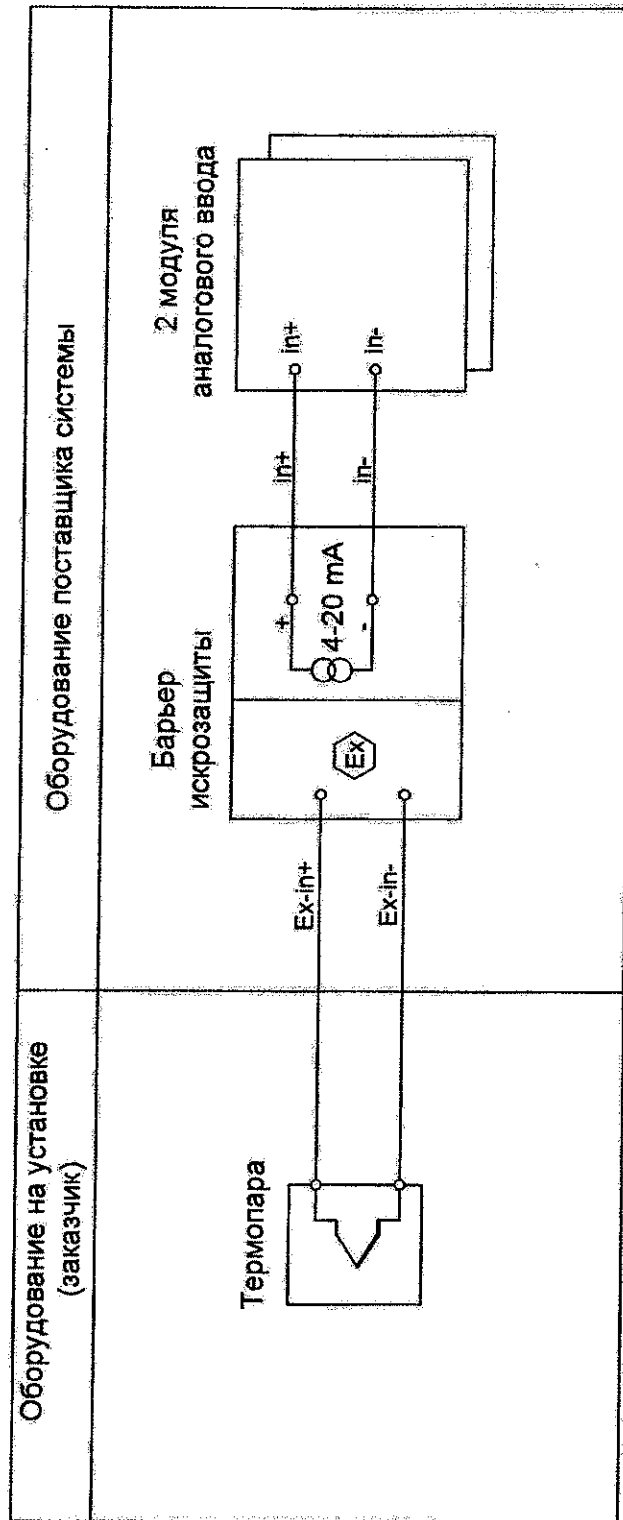 Оборудование на установке
(заказчик)
Оборудование поставщика системы
Термопара
Ex-in+
Ex-in-
Барьер
искрозащиты
Ex
+
4-20 mA
-
in+
in-
2 модуля
аналогового ввода
in+
in-